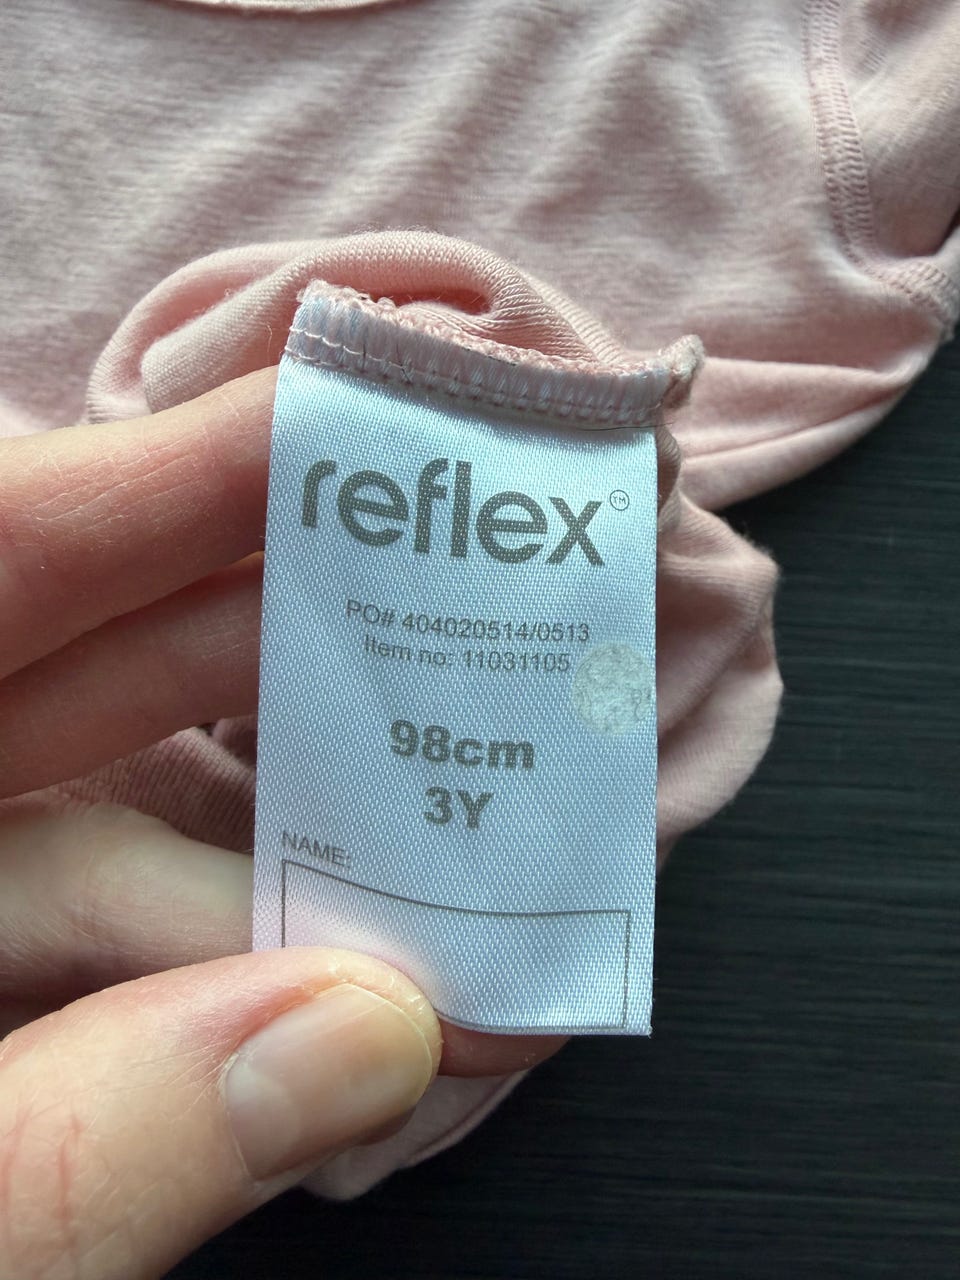 reflex™
PO# 404020514/0513
Item no: 11031105
98cm
3Y
NAME: